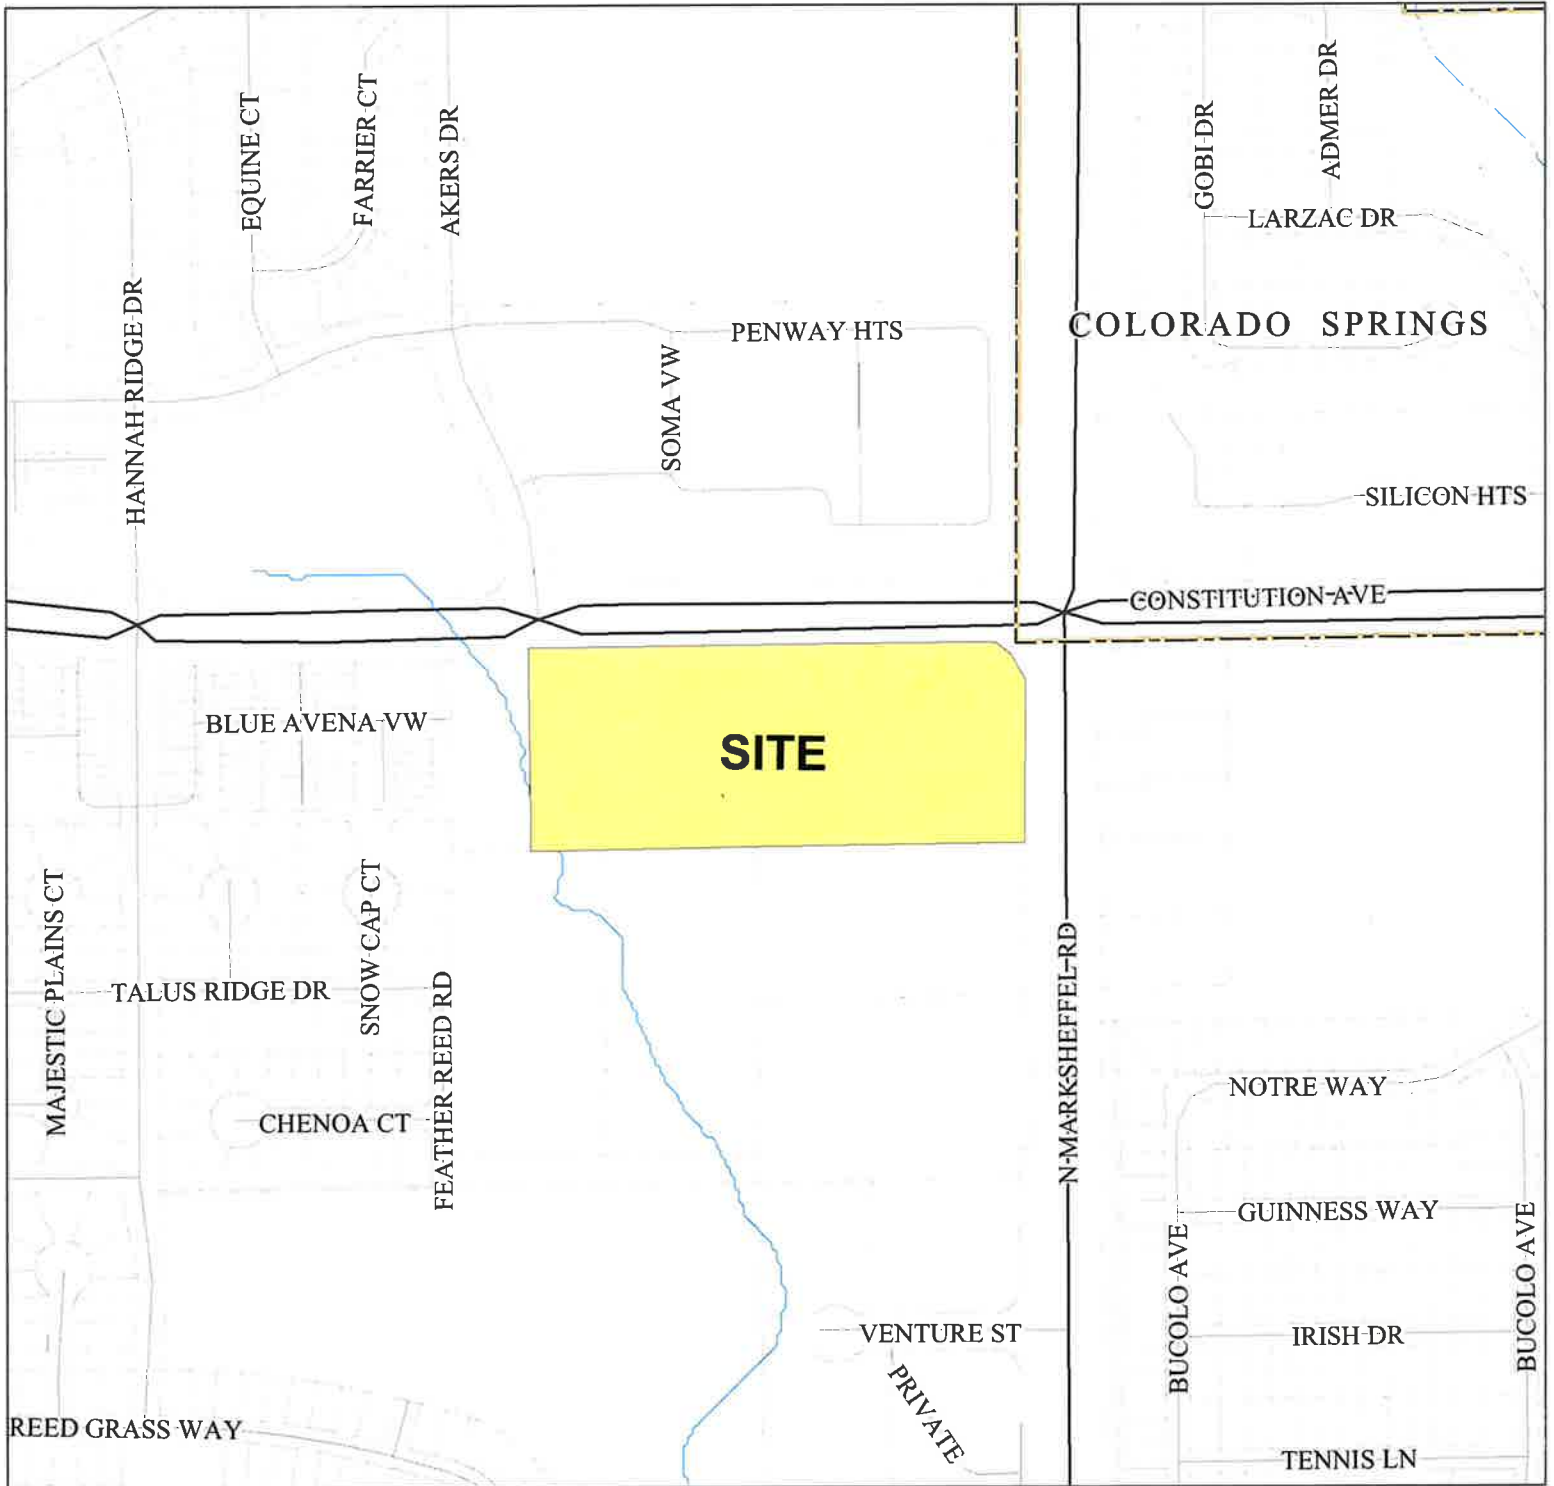 EQUINE CT
FARRIER CT
AKERS DR
GOBI DR
ADMER DR
LARZAC DR
HANNAH RIDGE DR
PENWAY HTS
SOMA VW
COLORADO SPRINGS
SILICON HTS
CONSTITUTION AVE
BLUE AVENA VW
SITE
MAJESTIC PLAINS CT
TALUS RIDGE DR
SNOW CAP CT
FEATHER REED RD
CHENOA CT
N MARKSHEFFEL RD
NOTRE WAY
GUINNESS WAY
BUCOLO AVE
BUCOLO AVE
VENTURE ST
IRISH DR
PRIVATE
REED GRASS WAY
TENNIS LN